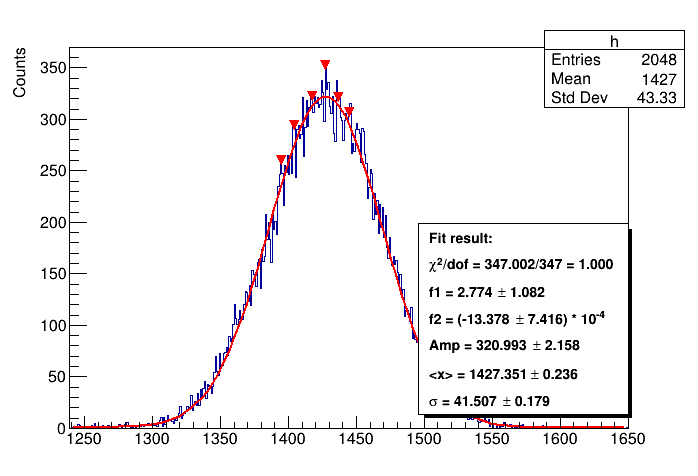 h
Entries 2048
Mean 1427
Std Dev 43.33
Counts
350
300
250
200
150
100
50
0
Fit result:
χ²/dof = 347.002/347 = 1.000
f1 = 2.774 ± 1.082
f2 = (-13.378 ± 7.416) * 10⁻⁴
Amp = 320.993 ± 2.158
<x> = 1427.351 ± 0.236
σ = 41.507 ± 0.179
1250 1300 1350 1400 1450 1500 1550 1600 1650